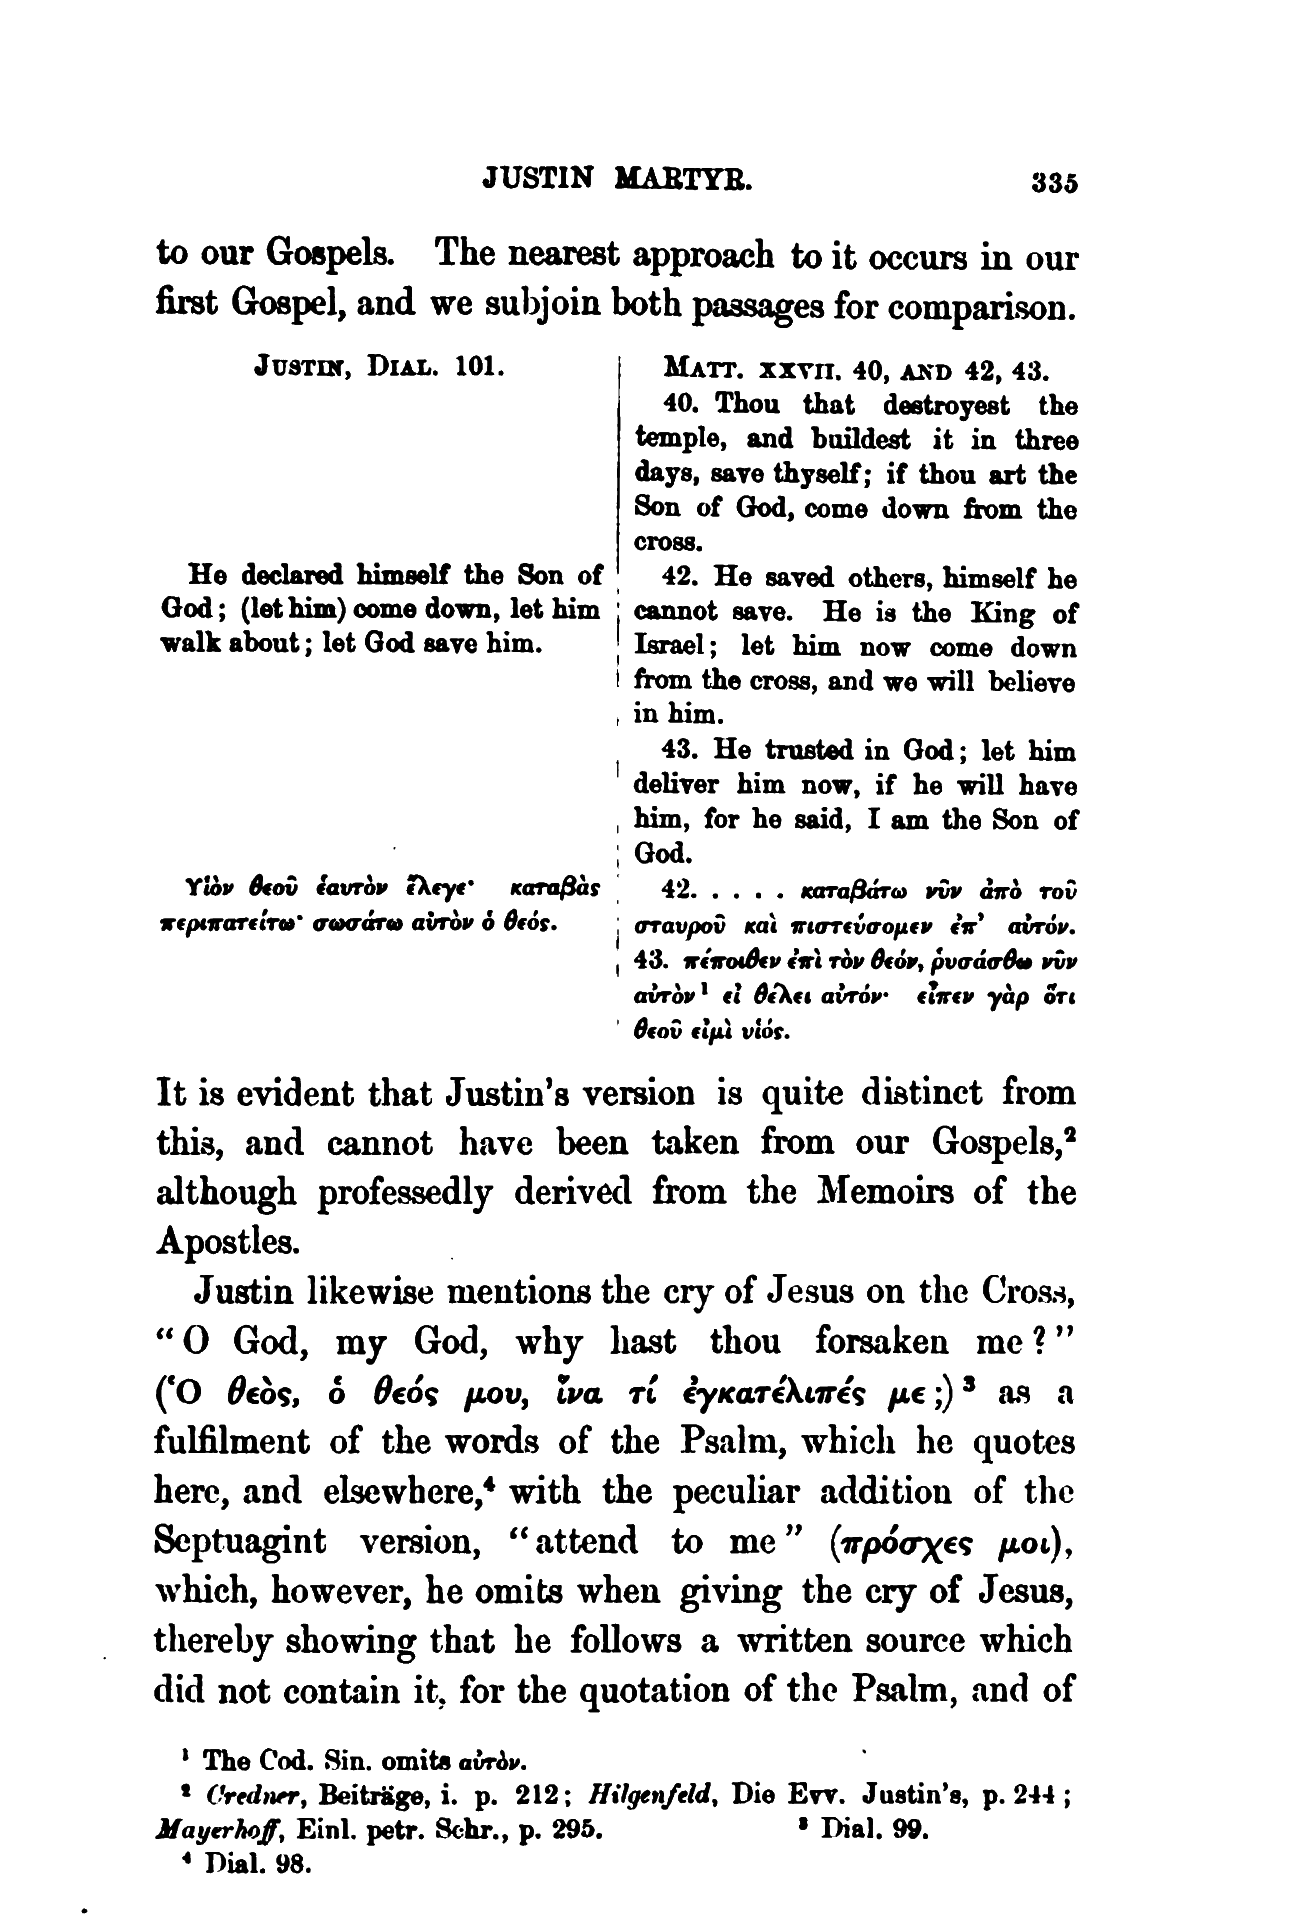 JUSTIN MARTYR. 335
to our Gospels. The nearest approach to it occurs in our
first Gospel, and we subjoin both passages for comparison.
JUSTIN, DIAL. 101.
He declared himself the Son of
God; (let him) come down, let him
walk about; let God save him.
Υἱὸν θεοῦ ἑαυτὸν ἔλεγε· καταβὰς
περιπατείτω· σωσάτω αὐτὸν ὁ θεός.
MATT. XXVII. 40, AND 42, 43.
40. Thou that destroyest the
temple, and buildest it in three
days, save thyself; if thou art the
Son of God, come down from the
cross.
42. He saved others, himself he
cannot save. He is the King of
Israel; let him now come down
from the cross, and we will believe
in him.
43. He trusted in God; let him
deliver him now, if he will have
him, for he said, I am the Son of
God.
42. . . . . καταβάτω νῦν ἀπὸ τοῦ
σταυροῦ καὶ πιστεύσομεν ἐπ’ αὐτόν.
43. πέποιθεν ἐπὶ τὸν θεόν, ῥυσάσθω νῦν
αὐτὸν¹ εἰ θέλει αὐτόν· εἶπεν γὰρ ὅτι
θεοῦ εἰμὶ υἱός.
It is evident that Justin's version is quite distinct from
this, and cannot have been taken from our Gospels,²
although professedly derived from the Memoirs of the
Apostles.
Justin likewise mentions the cry of Jesus on the Cross,
“O God, my God, why hast thou forsaken me?”
(Ὁ θεὸς, ὁ θεός μου, ἵνα τί ἐγκατέλιπές με;)³ as a
fulfilment of the words of the Psalm, which he quotes
here, and elsewhere,⁴ with the peculiar addition of the
Septuagint version, “attend to me” (πρόσχες μοι),
which, however, he omits when giving the cry of Jesus,
thereby showing that he follows a written source which
did not contain it, for the quotation of the Psalm, and of
¹ The Cod. Sin. omits αὐτὸν.
² Credner, Beiträge, i. p. 212; Hilgenfeld, Die Evv. Justin's, p. 244;
Mayerhoff, Einl. petr. Schr., p. 295. ³ Dial. 99.
⁴ Dial. 98.